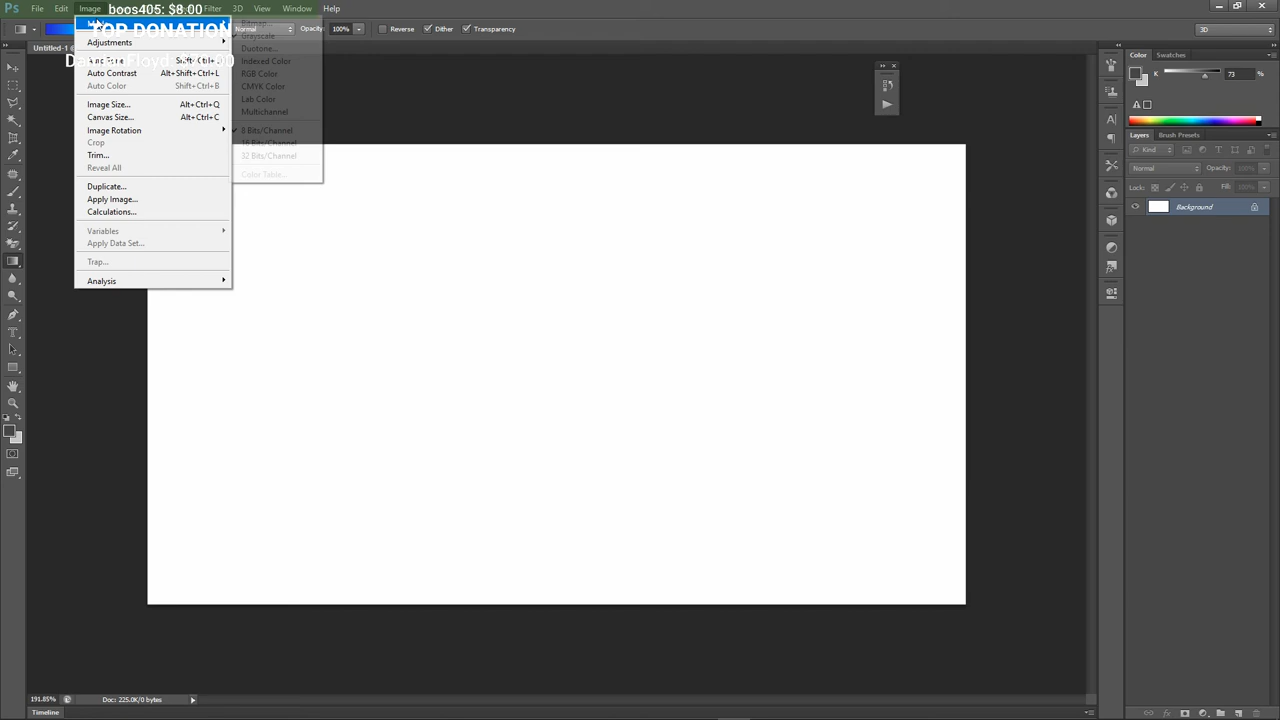 Ps File Edit Image Filter 3D View Window Help
boos405: $8.00
TOP DONATION
Normal Opacity: 100% Reverse Dither Transparency 3D
Untitled-1
Adjustments
Auto Contrast Alt+Shift+Ctrl+L
Auto Color Shift+Ctrl+B
Image Size... Alt+Ctrl+Q
Canvas Size... Alt+Ctrl+C
Image Rotation
Crop
Trim...
Reveal All
Duplicate...
Apply Image...
Calculations...
Variables
Apply Data Set...
Trap...
Analysis
Bitmap...
Grayscale
Duotone...
Indexed Color
RGB Color
CMYK Color
Lab Color
Multichannel
8 Bits/Channel
16 Bits/Channel
32 Bits/Channel
Color Table...
Color Swatches
K 73 %
Layers Brush Presets
Kind
Normal Opacity: 100%
Lock: Fill: 100%
Background
191.85% Doc: 225.0K/0 bytes
Timeline